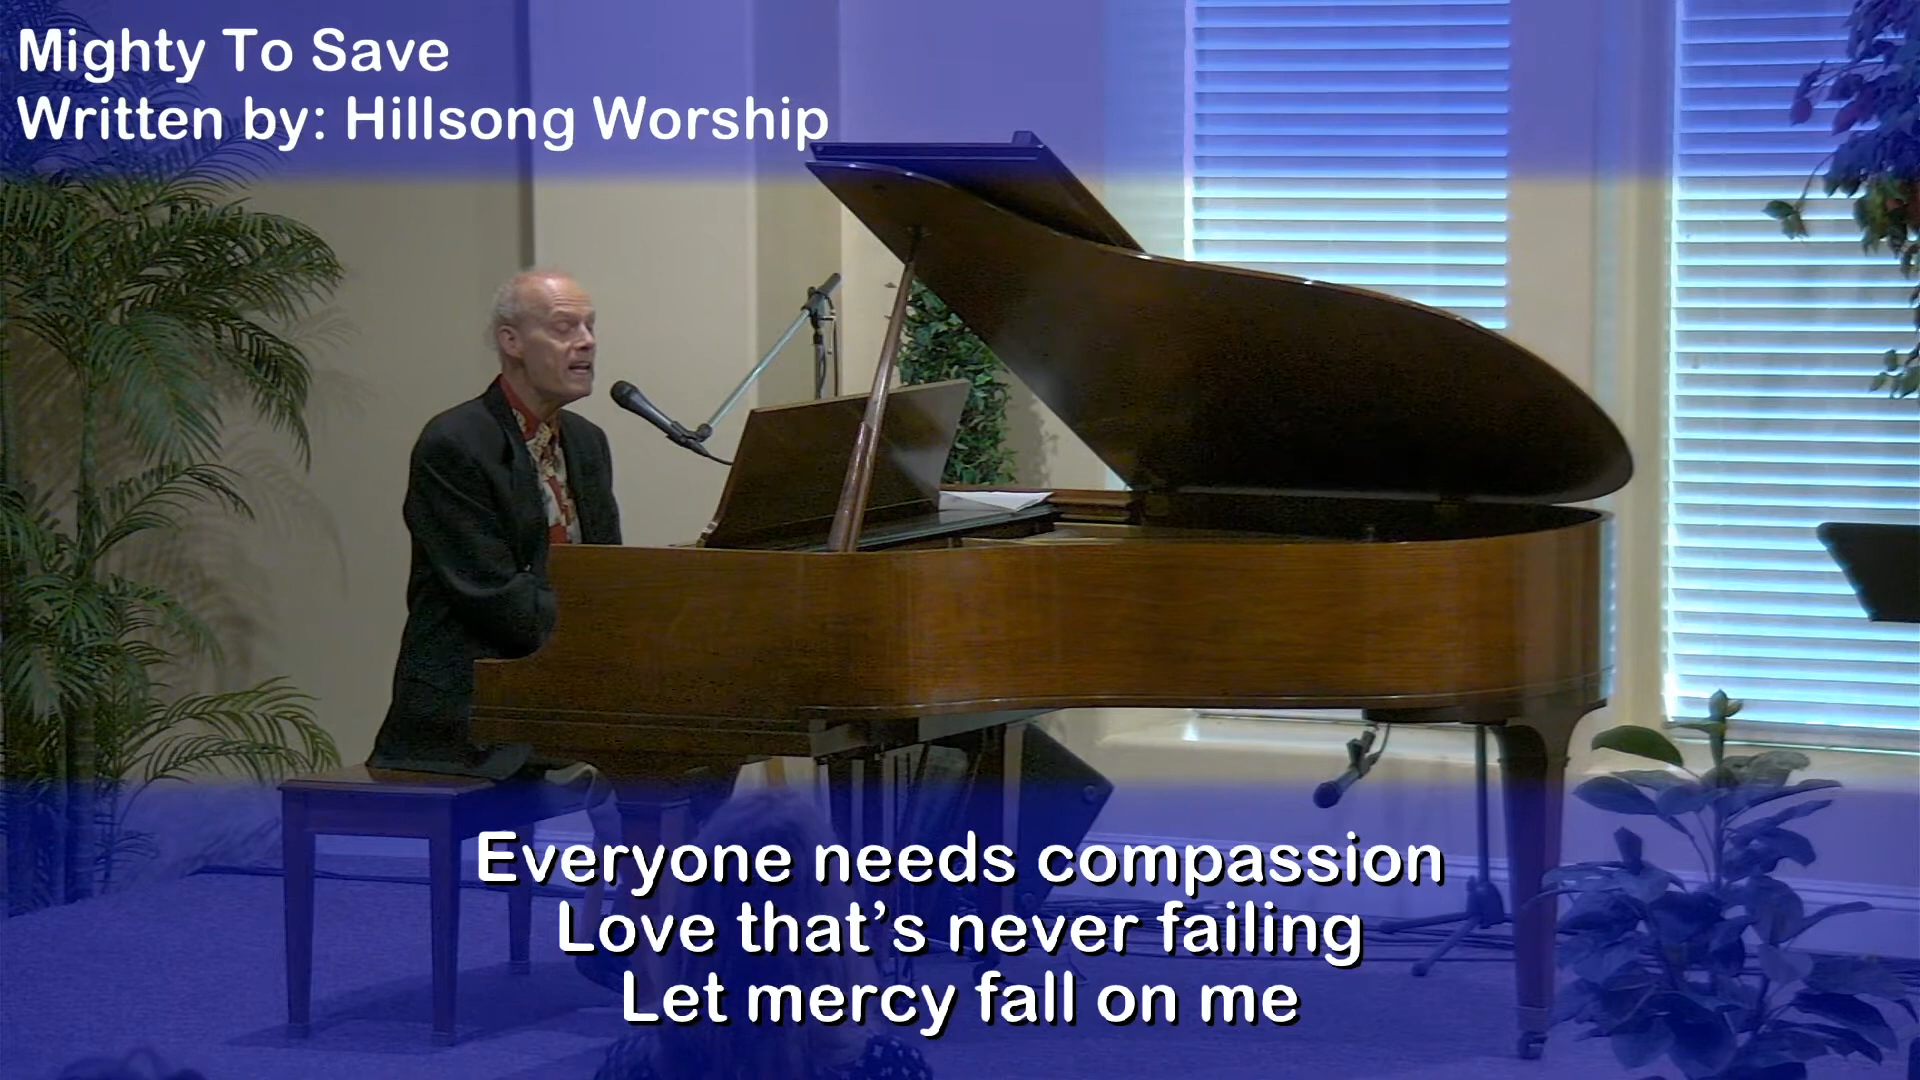 Mighty To Save
Written by: Hillsong Worship
Everyone needs compassion
Love that’s never failing
Let mercy fall on me